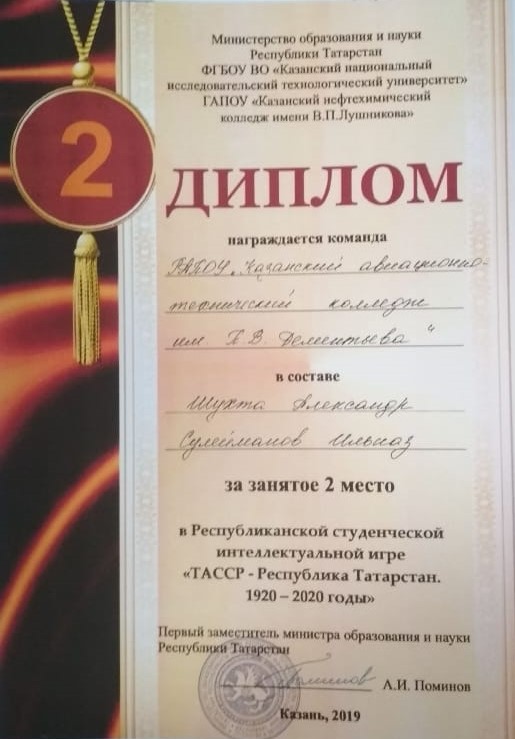 2
Министерство образования и науки
Республики Татарстан
ФГБОУ ВО «Казанский национальный
исследовательский технологический университет»
ГАПОУ «Казанский нефтехимический
колледж имени В.П.Лушникова»
ДИПЛОМ
награждается команда
ГАПОУ „Казанский авиационно-
технический колледж
им П. В. Дементьева"
в составе
Шухта Александр
Сулейманов Ильназ
за занятое 2 место
в Республиканской студенческой
интеллектуальной игре
«ТАССР - Республика Татарстан.
1920 – 2020 годы»
Первый заместитель министра образования и науки
Республики Татарстан
А.И. Поминов
Казань, 2019